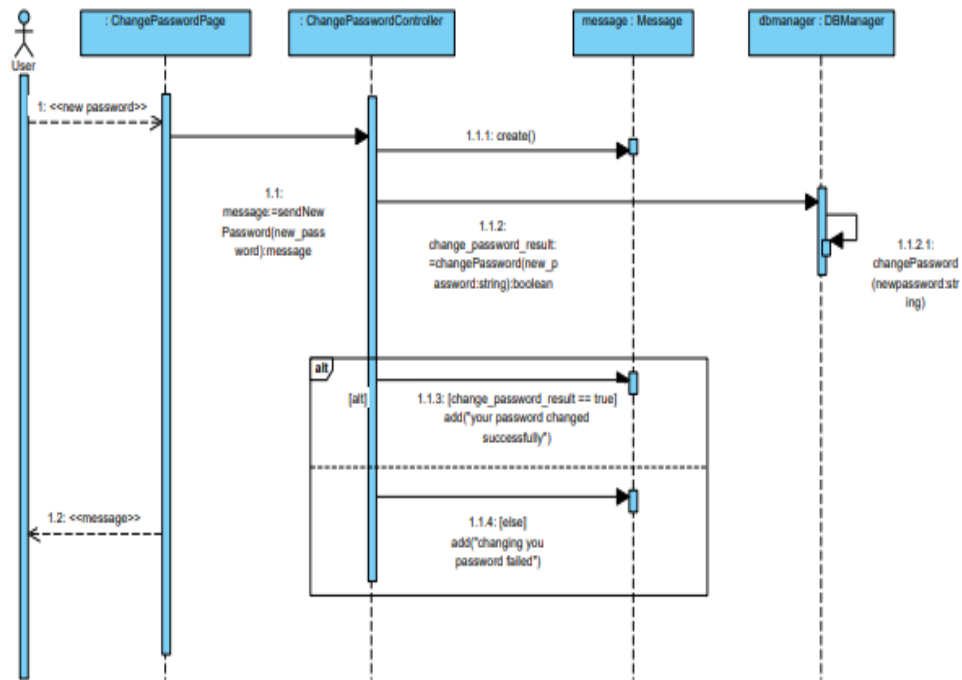 : ChangePasswordPage
: ChangePasswordController
message : Message
dbmanager : DBManager
User
1: <<new password>>
1.1.1: create()
1.1:
message:=sendNew
Password(new_pass
word):message
1.1.2:
change_password_result:
=changePassword(new_p
assword:string):boolean
1.1.2.1:
changePassword
(newpassword:str
ing)
alt
[alt]
1.1.3: [change_password_result == true]
add("your password changed
successfully")
1.2: <<message>>
1.1.4: [else]
add("changing you
password failed")